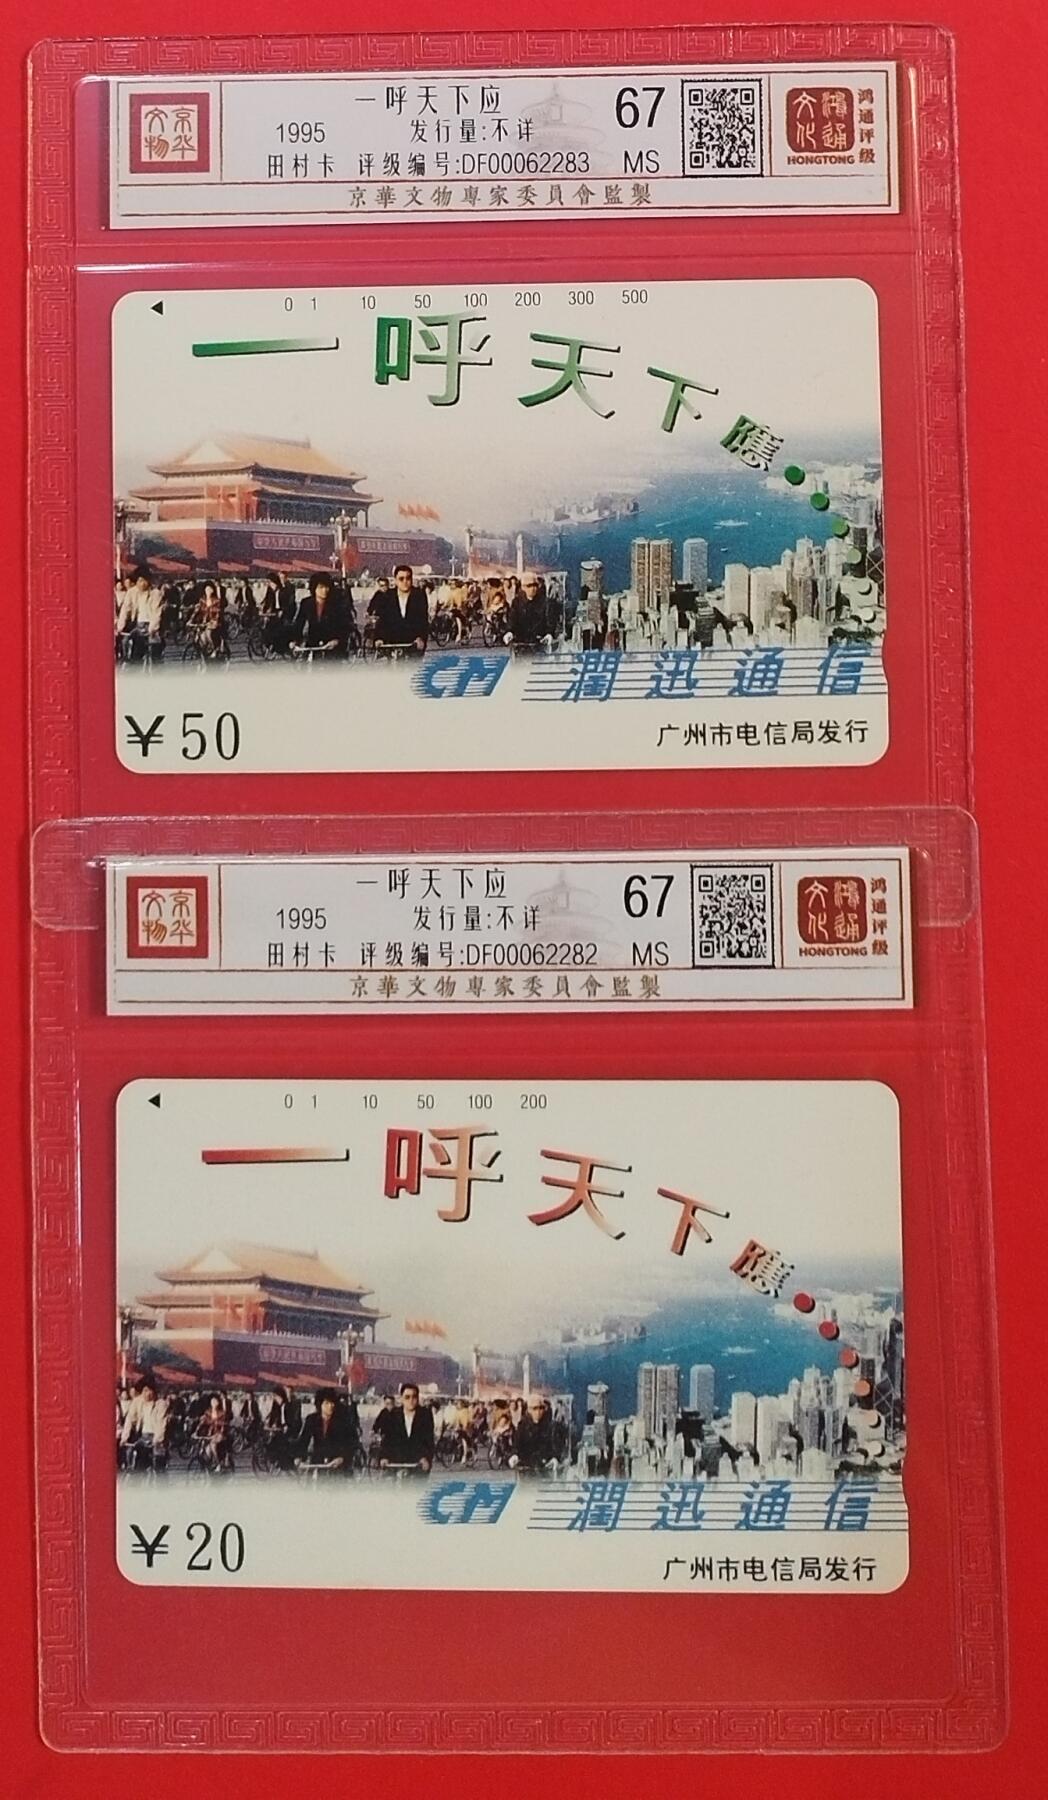 京华文物
一呼天下应
1995 发行量:不详
田村卡 评级编号:DF00062283
67
MS
鸿通文化
HONGTONG
鸿通评级
京華文物專家委員會監製
0 1 10 50 100 200 300 500
一呼天下應
CM 潤迅通信
¥50
广州市电信局发行
京华文物
一呼天下应
1995 发行量:不详
田村卡 评级编号:DF00062282
67
MS
鸿通文化
HONGTONG
鸿通评级
京華文物專家委員會監製
0 1 10 50 100 200
一呼天下應
CM 潤迅通信
¥20
广州市电信局发行